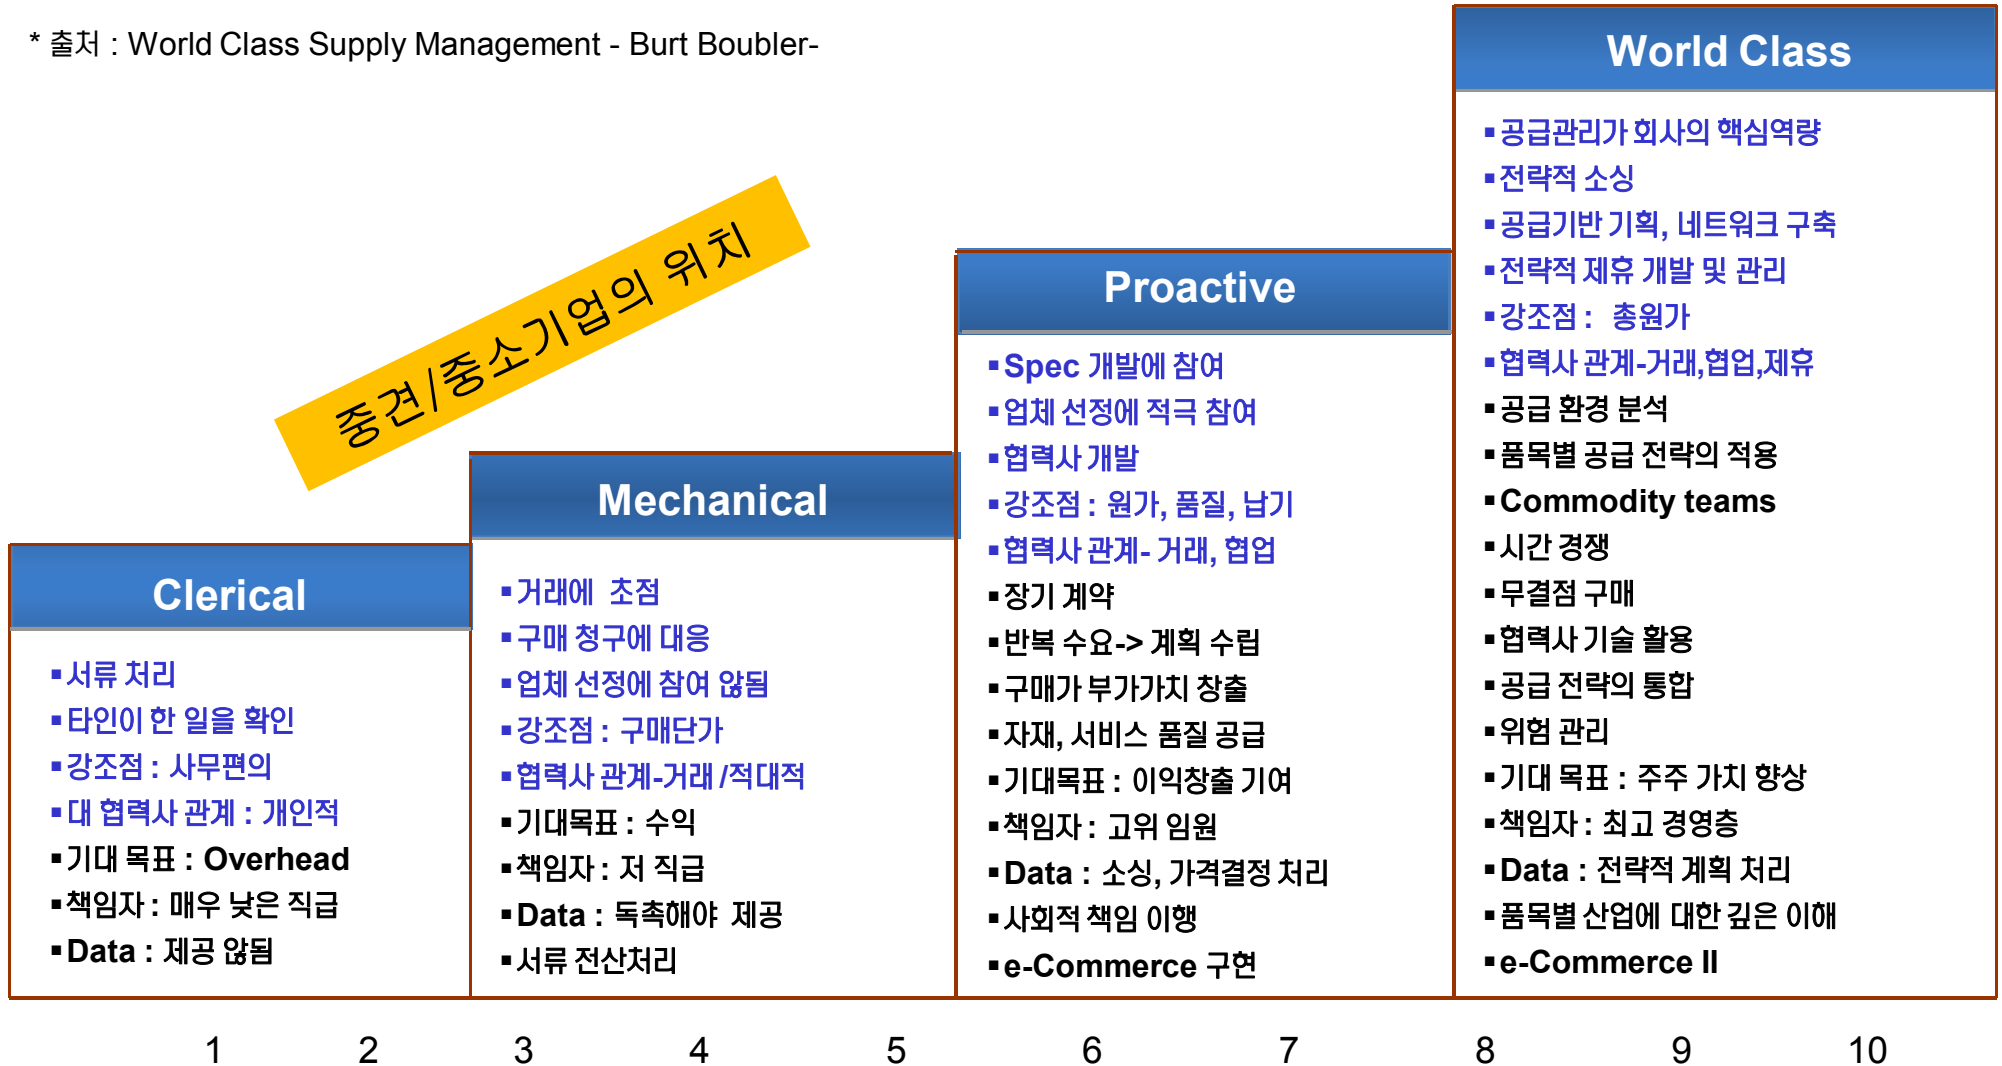 * 출처 : World Class Supply Management - Burt Boubler-
중견/중소기업의 위치
Clerical
▪서류 처리
▪타인이 한 일을 확인
▪강조점 : 사무편의
▪대 협력사 관계 : 개인적
▪기대 목표 : Overhead
▪책임자 : 매우 낮은 직급
▪Data : 제공 않됨
Mechanical
▪거래에 초점
▪구매 청구에 대응
▪업체 선정에 참여 않됨
▪강조점 : 구매단가
▪협력사 관계-거래 /적대적
▪기대목표 : 수익
▪책임자 : 저 직급
▪Data : 독촉해야 제공
▪서류 전산처리
Proactive
▪Spec 개발에 참여
▪업체 선정에 적극 참여
▪협력사 개발
▪강조점 : 원가, 품질, 납기
▪협력사 관계- 거래, 협업
▪장기 계약
▪반복 수요-> 계획 수립
▪구매가 부가가치 창출
▪자재, 서비스 품질 공급
▪기대목표 : 이익창출 기여
▪책임자 : 고위 임원
▪Data : 소싱, 가격결정 처리
▪사회적 책임 이행
▪e-Commerce 구현
World Class
▪공급관리가 회사의 핵심역량
▪전략적 소싱
▪공급기반 기획, 네트워크 구축
▪전략적 제휴 개발 및 관리
▪강조점 : 총원가
▪협력사 관계-거래,협업,제휴
▪공급 환경 분석
▪품목별 공급 전략의 적용
▪Commodity teams
▪시간 경쟁
▪무결점 구매
▪협력사 기술 활용
▪공급 전략의 통합
▪위험 관리
▪기대 목표 : 주주 가치 향상
▪책임자 : 최고 경영층
▪Data : 전략적 계획 처리
▪품목별 산업에 대한 깊은 이해
▪e-Commerce II
1 2 3 4 5 6 7 8 9 10